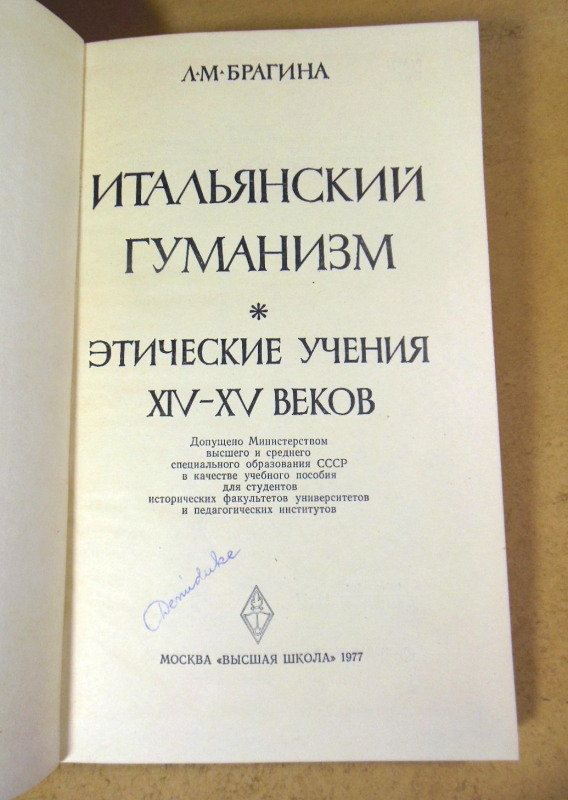 Л·М·БРАГИНА
ИТАЛЬЯНСКИЙ
ГУМАНИЗМ
*
ЭТИЧЕСКИЕ УЧЕНИЯ
XIV–XV ВЕКОВ
Допущено Министерством
высшего и среднего
специального образования СССР
в качестве учебного пособия
для студентов
исторических факультетов университетов
и педагогических институтов
МОСКВА «ВЫСШАЯ ШКОЛА» 1977